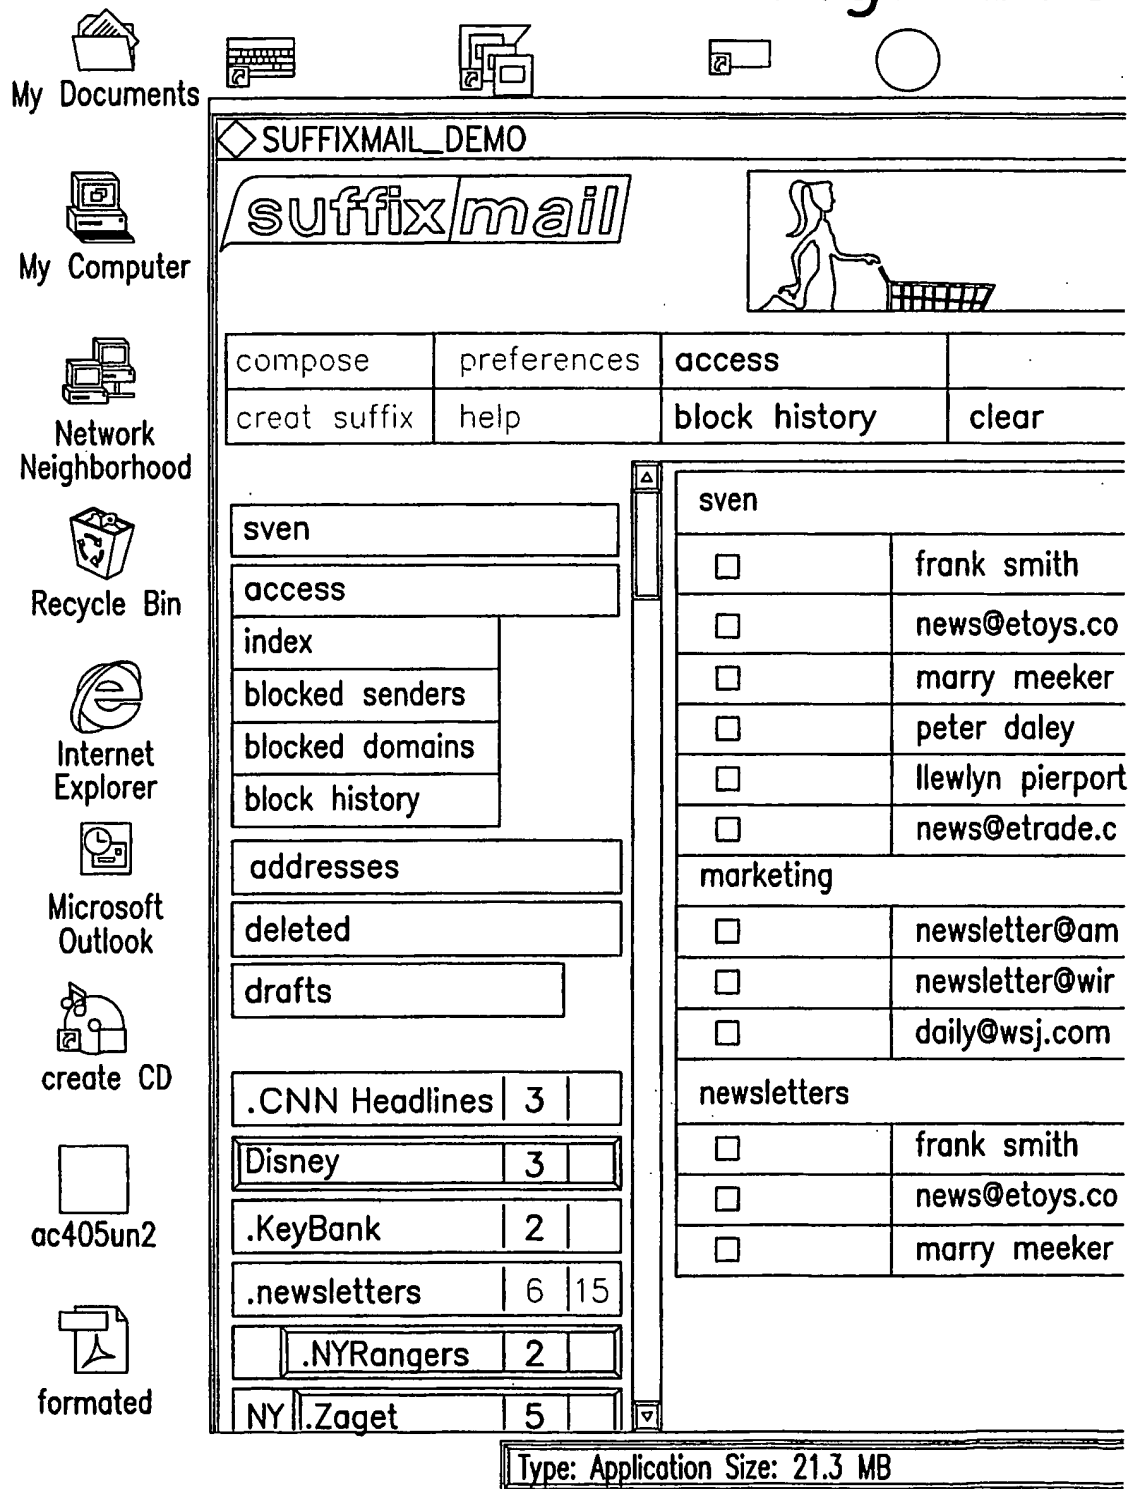 My Documents
My Computer
Network
Neighborhood
Recycle Bin
Internet
Explorer
Microsoft
Outlook
create CD
ac405un2
formated
SUFFIXMAIL_DEMO
suffix mail
compose preferences access
creat suffix help block history clear
sven
access
index
blocked senders
blocked domains
block history
addresses
deleted
drafts
.CNN Headlines 3
Disney 3
.KeyBank 2
.newsletters 6 15
.NYRangers 2
NY .Zaget 5
sven
frank smith
news@etoys.co
marry meeker
peter daley
llewlyn pierport
news@etrade.c
marketing
newsletter@am
newsletter@wir
daily@wsj.com
newsletters
frank smith
news@etoys.co
marry meeker
Type: Application Size: 21.3 MB